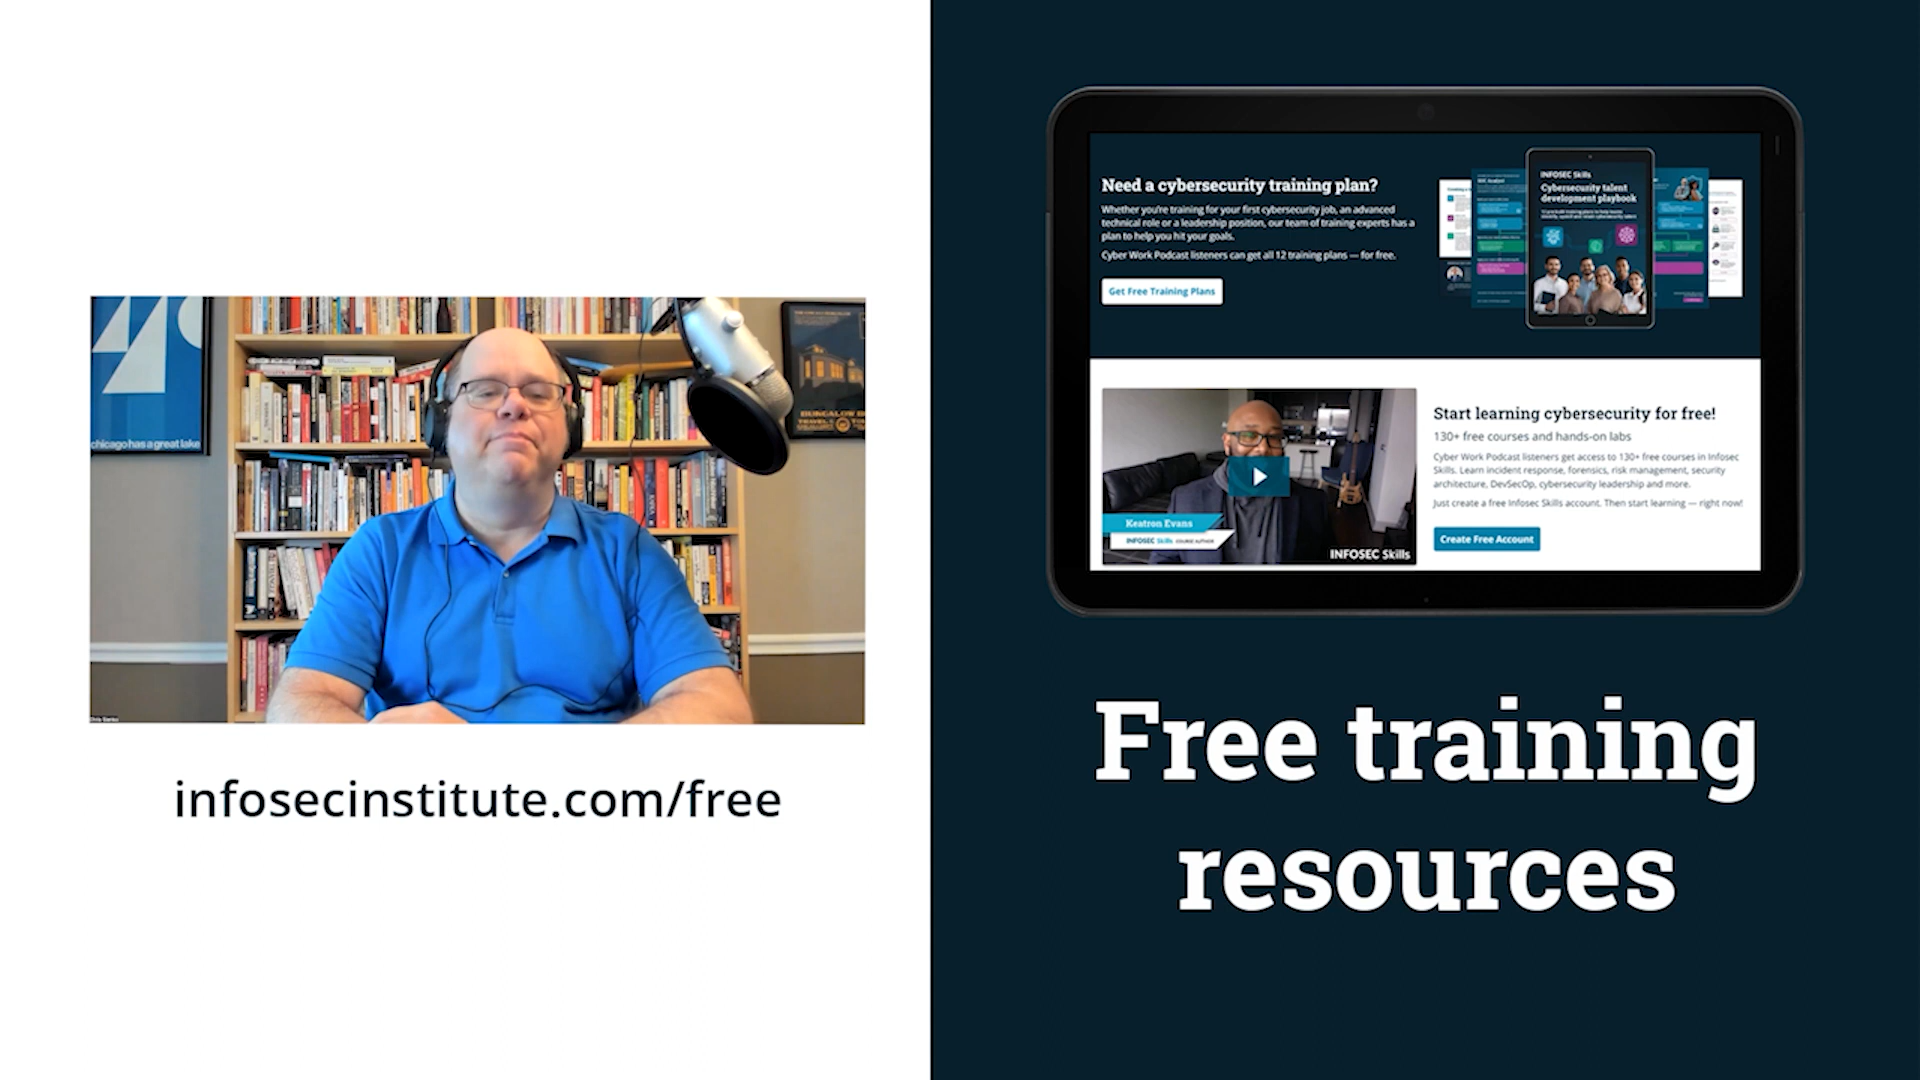 chicago has a great lake
infosecinstitute.com/free
Need a cybersecurity training plan?
Whether you're training for your first cybersecurity job, an advanced
technical role or a leadership position, our team of training experts has a
plan to help you hit your goals.
Cyber Work Podcast listeners can get all 12 training plans — for free.
Get Free Training Plans
INFOSEC Skills
Cybersecurity talent
development playbook
Start learning cybersecurity for free!
130+ free courses and hands-on labs
Cyber Work Podcast listeners get access to 130+ free courses in Infosec
Skills. Learn incident response, forensics, risk management, security
architecture, DevSecOp, cybersecurity leadership and more.
Just create a free Infosec Skills account. Then start learning — right now!
Create Free Account
Keatron Evans
INFOSEC Skills COURSE AUTHOR
INFOSEC Skills
Free training
resources